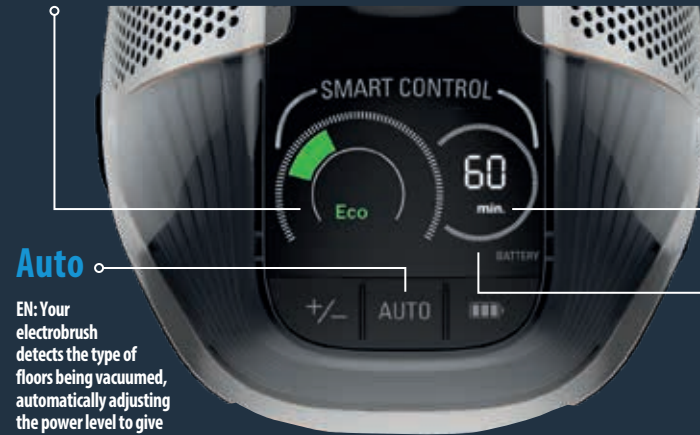 SMART CONTROL
60
min.
Eco
BATTERY
+/- AUTO
Auto
EN: Your
electrobrush
detects the type of
floors being vacuumed,
automatically adjusting
the power level to give